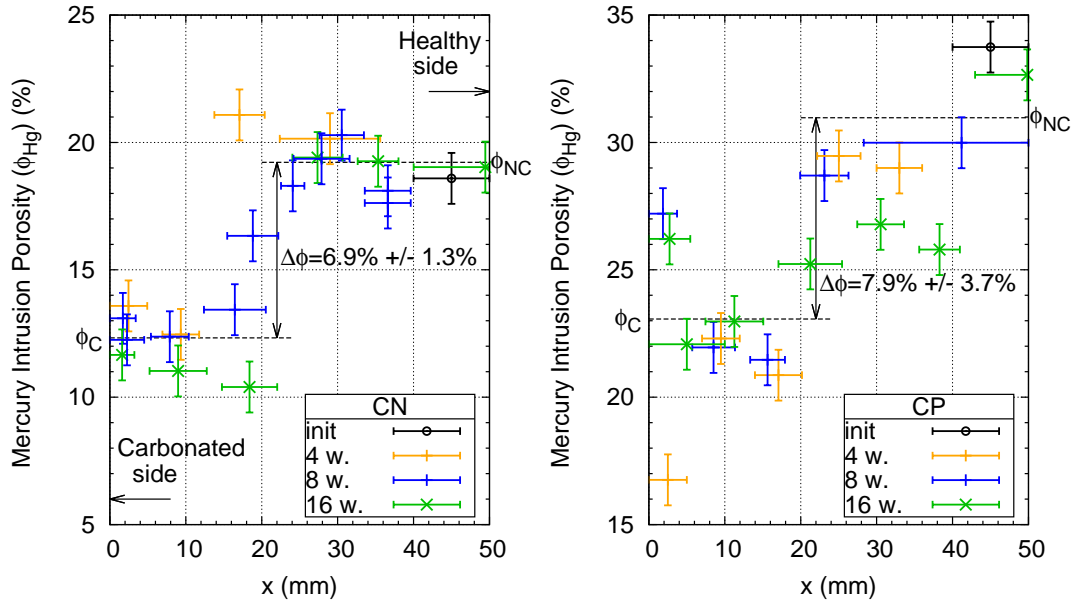 25
20
15
10
5
0 10 20 30 40 50
Mercury Intrusion Porosity (ϕHg) (%)
x (mm)
Healthy
side
ϕNC
Δϕ=6.9% +/- 1.3%
ϕC
Carbonated
side
CN
init
4 w.
8 w.
16 w.
35
30
25
20
15
0 10 20 30 40 50
Mercury Intrusion Porosity (ϕHg) (%)
x (mm)
ϕNC
Δϕ=7.9% +/- 3.7%
ϕC
CP
init
4 w.
8 w.
16 w.